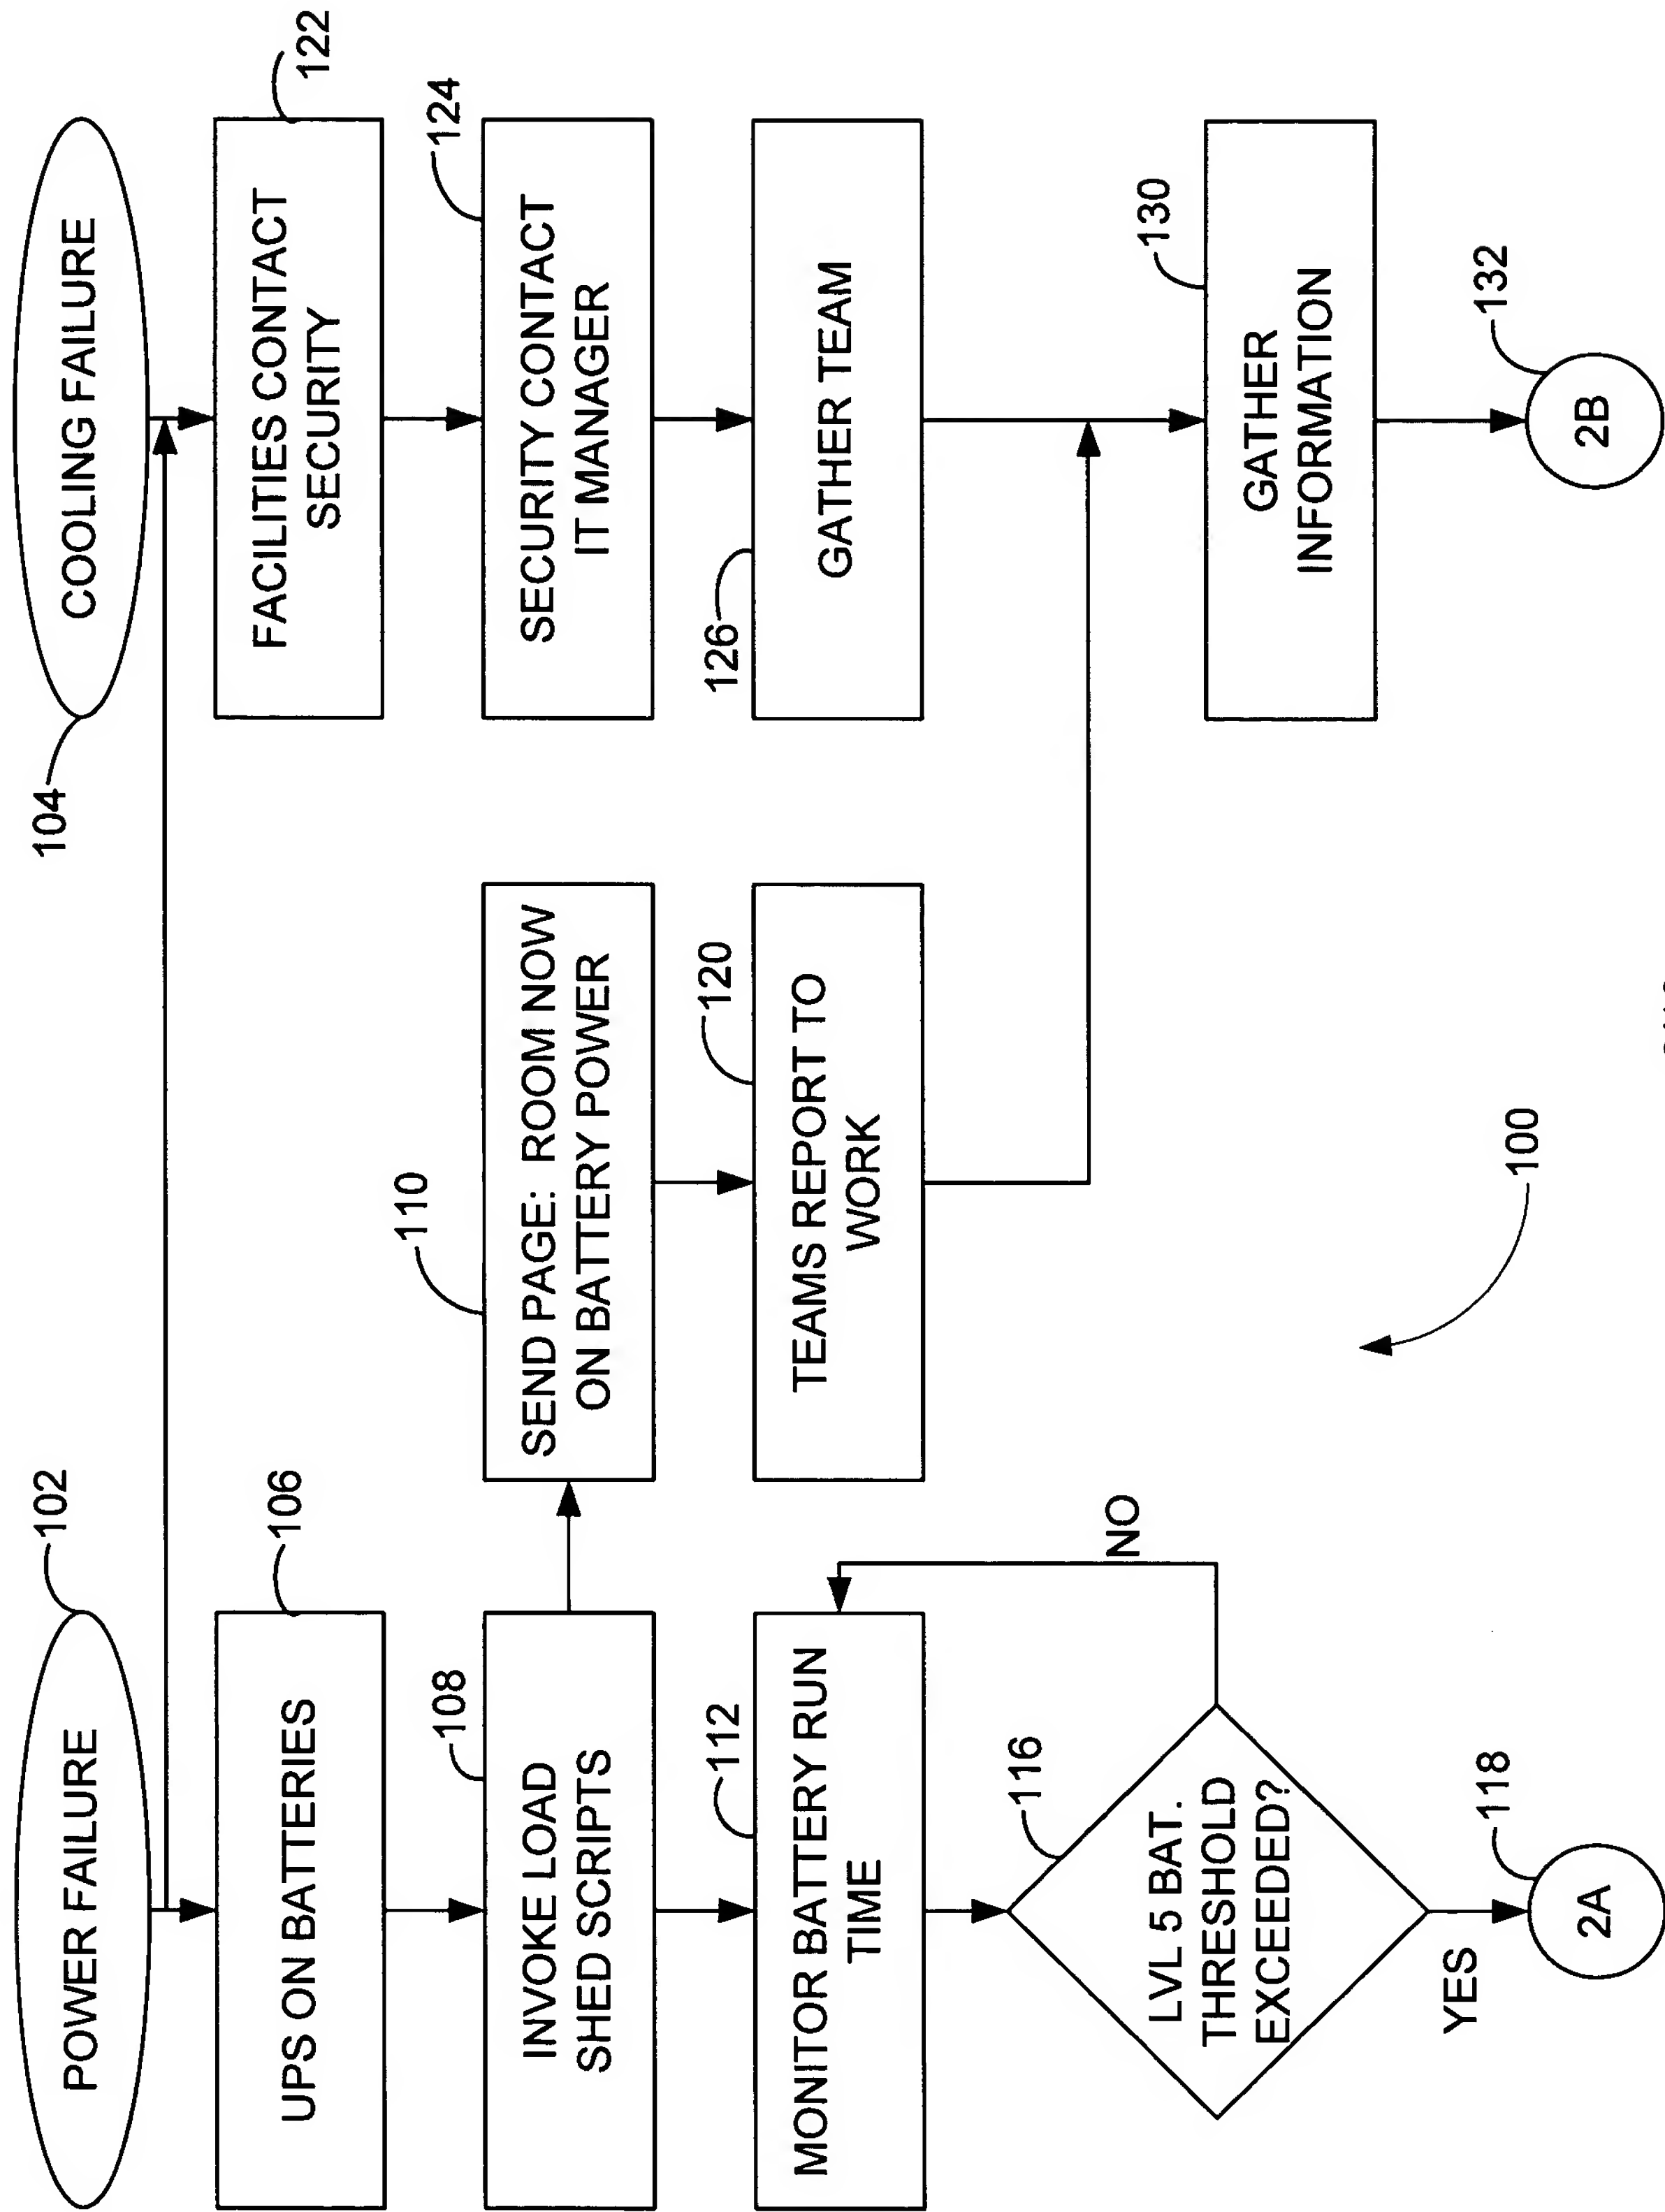 POWER FAILURE
102
COOLING FAILURE
104
UPS ON BATTERIES
106
FACILITIES CONTACT
SECURITY
122
INVOKE LOAD
SHED SCRIPTS
108
SEND PAGE: ROOM NOW
ON BATTERY POWER
110
SECURITY CONTACT
IT MANAGER
124
MONITOR BATTERY RUN
TIME
112
TEAMS REPORT TO
WORK
120
GATHER TEAM
126
LVL 5 BAT.
THRESHOLD
EXCEEDED?
116
NO
YES
GATHER
INFORMATION
130
2A
118
100
2B
132